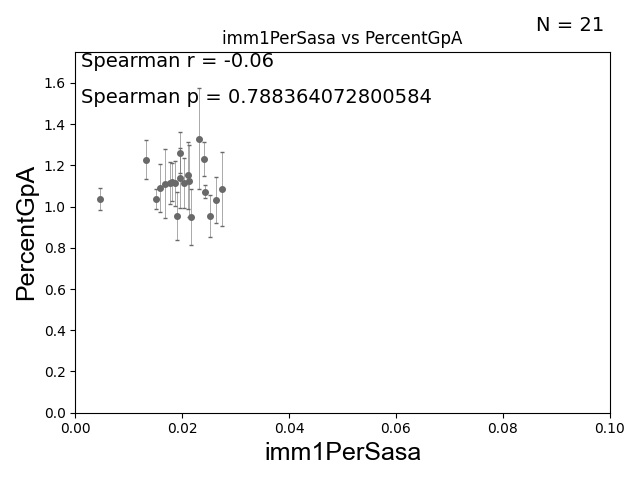 N = 21
imm1PerSasa vs PercentGpA
Spearman r = -0.06
Spearman p = 0.788364072800584
PercentGpA
1.6
1.4
1.2
1.0
0.8
0.6
0.4
0.2
0.0
0.00 0.02 0.04 0.06 0.08 0.10
imm1PerSasa